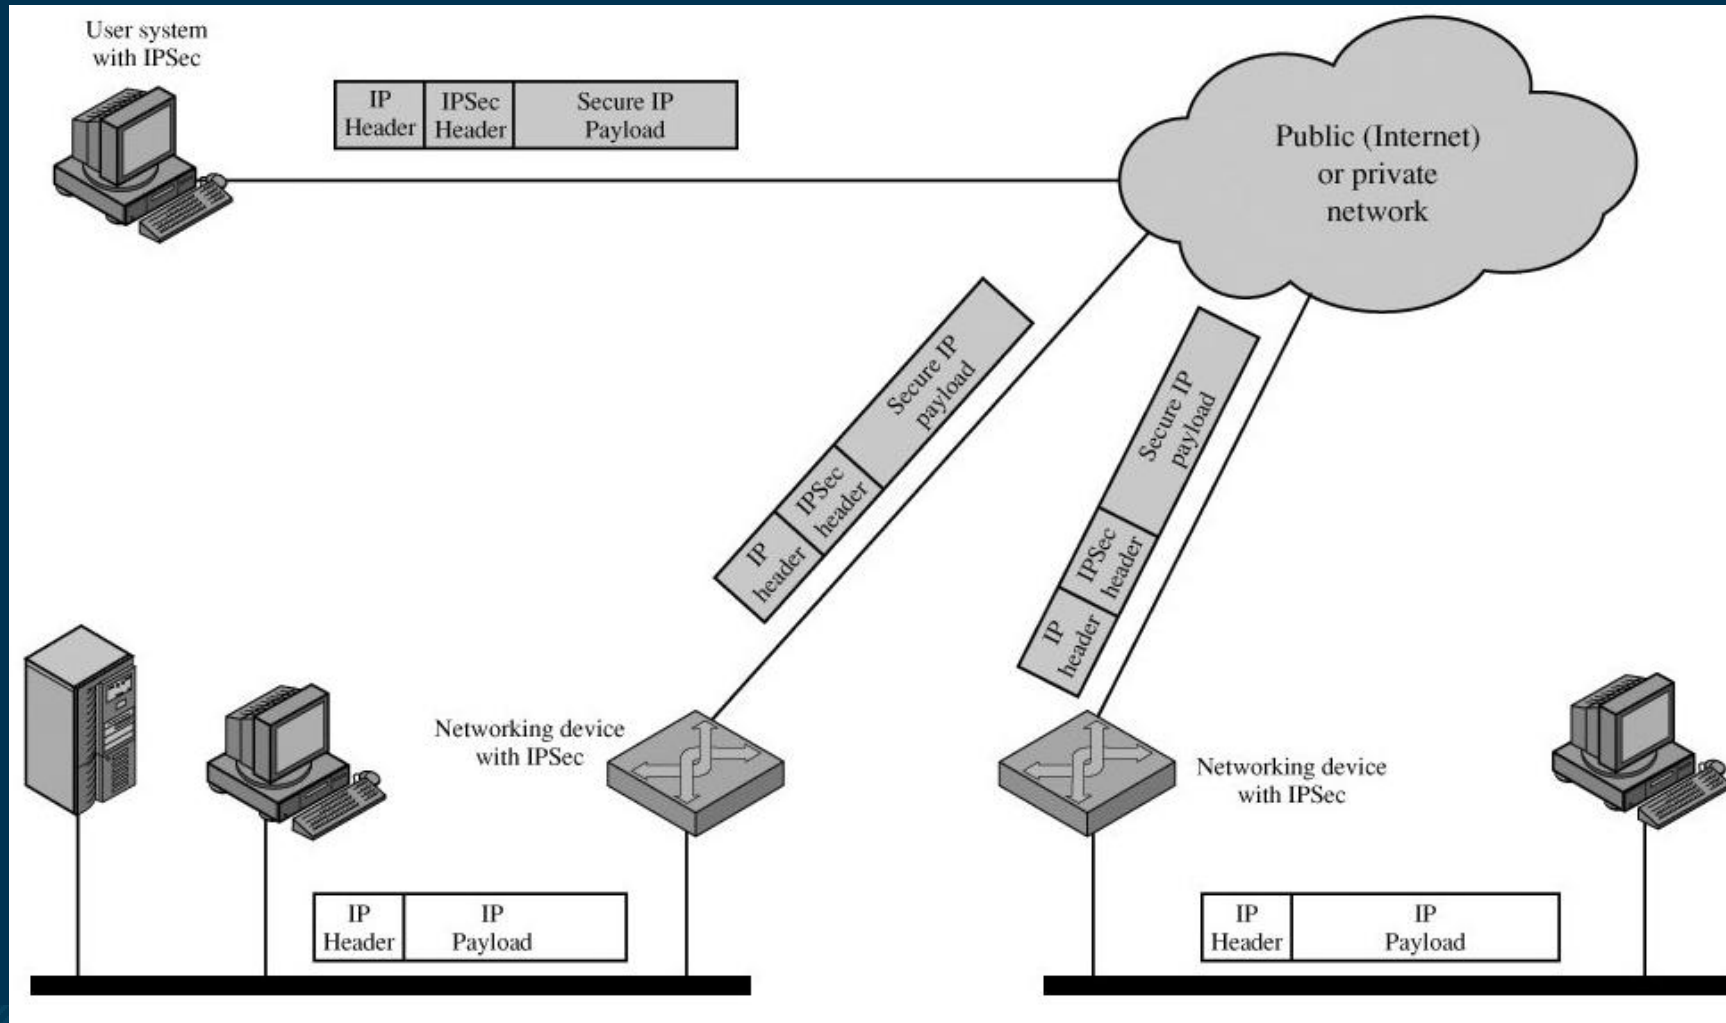 User system
with IPSec
IP
Header
IPSec
Header
Secure IP
Payload
Public (Internet)
or private
network
Secure IP
payload
IPSec
header
IP
header
Secure IP
payload
IPSec
header
IP
header
Networking device
with IPSec
Networking device
with IPSec
IP
Header
IP
Payload
IP
Header
IP
Payload